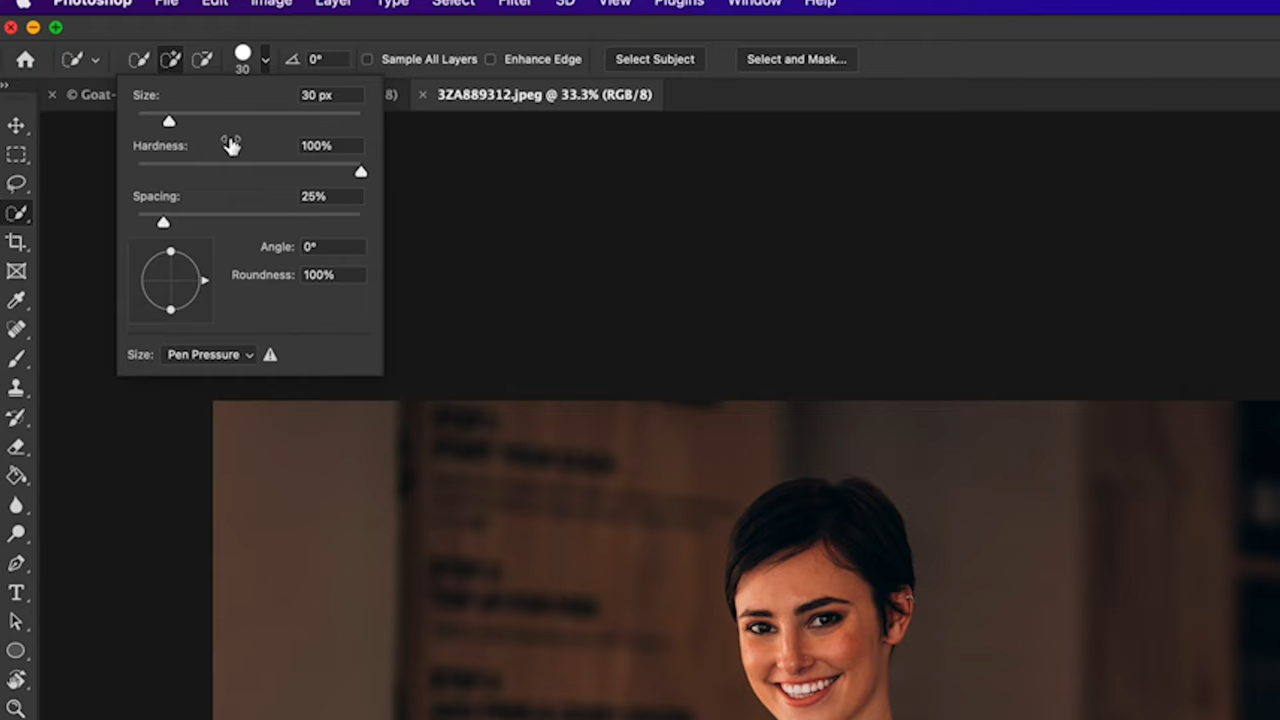 Photoshop File Edit Image Layer Type Select Filter 3D View Plugins Window Help
30 0° Sample All Layers Enhance Edge Select Subject Select and Mask...
© Goat- 8) 3ZA889312.jpeg @ 33.3% (RGB/8)
Size: 30 px
Hardness: 100%
Spacing: 25%
Angle: 0°
Roundness: 100%
Size: Pen Pressure